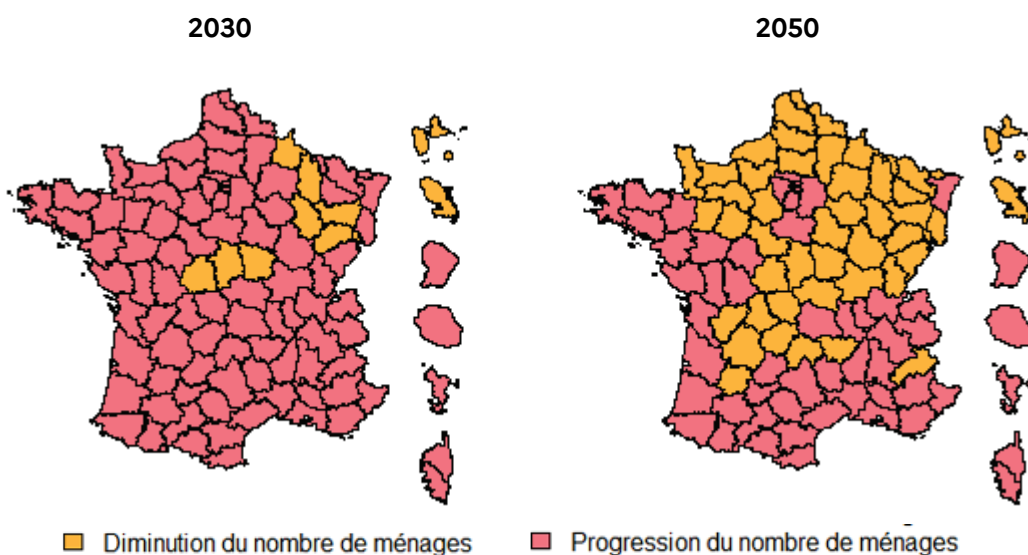 2030
2050
Diminution du nombre de ménages
Progression du nombre de ménages